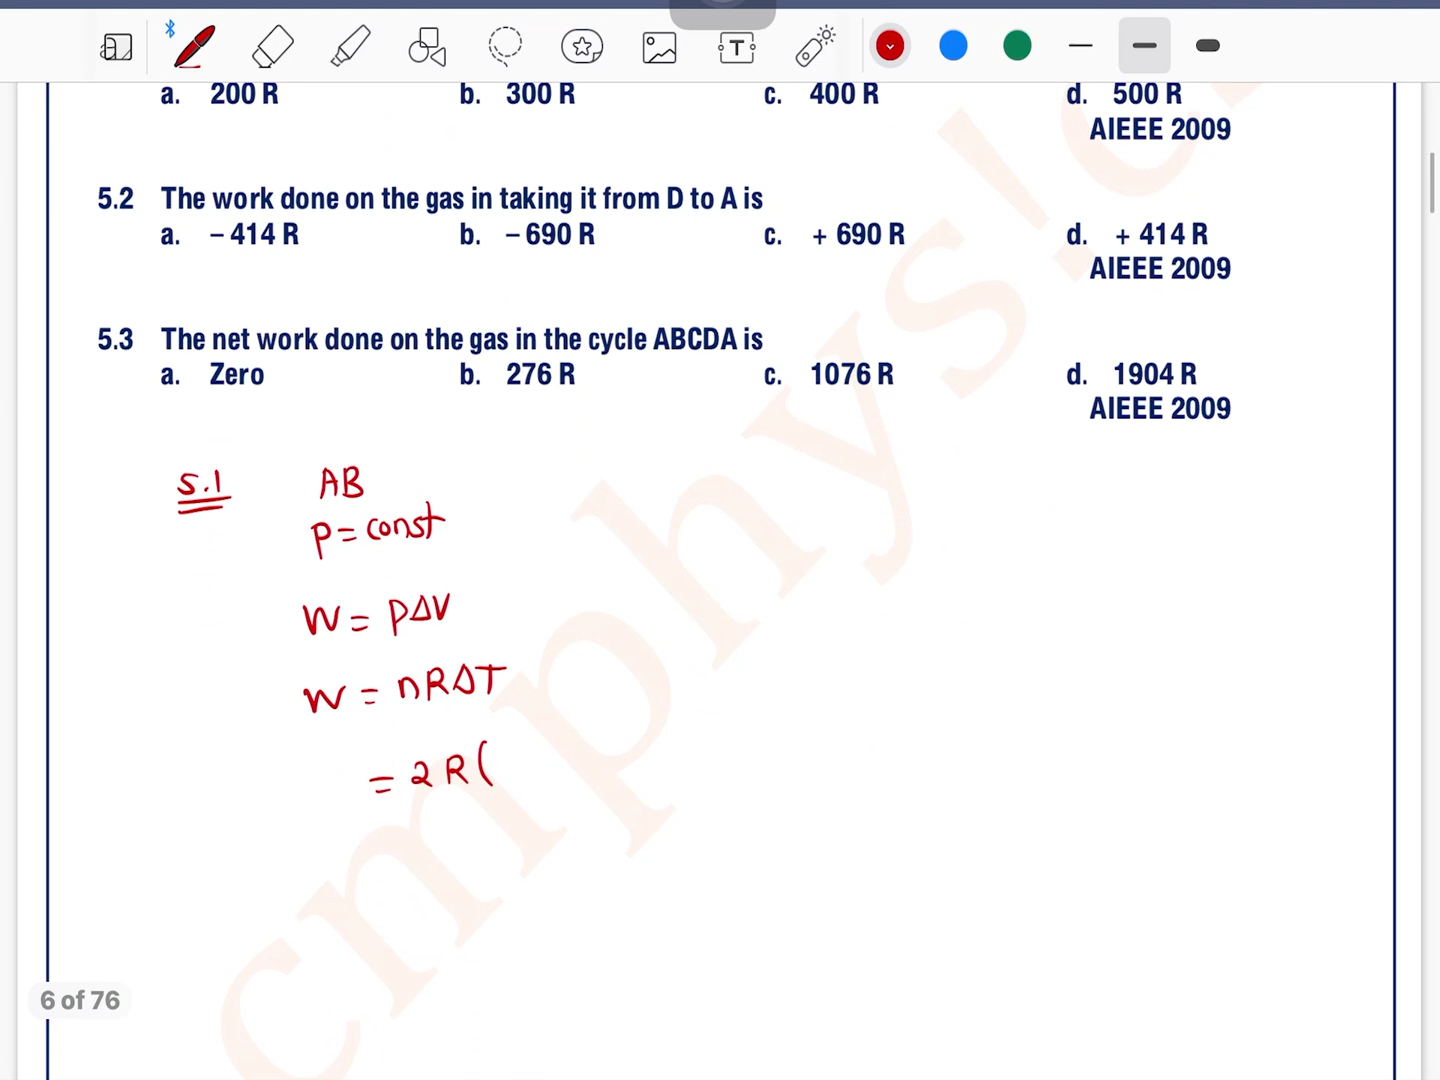 a. 200 R b. 300 R c. 400 R d. 500 R
AIEEE 2009
5.2 The work done on the gas in taking it from D to A is
a. – 414 R b. – 690 R c. + 690 R d. + 414 R
AIEEE 2009
5.3 The net work done on the gas in the cycle ABCDA is
a. Zero b. 276 R c. 1076 R d. 1904 R
AIEEE 2009
5.1 AB
P = const
W = PΔV
W = nRΔT
= 2R(
6 of 76
cmphys!c